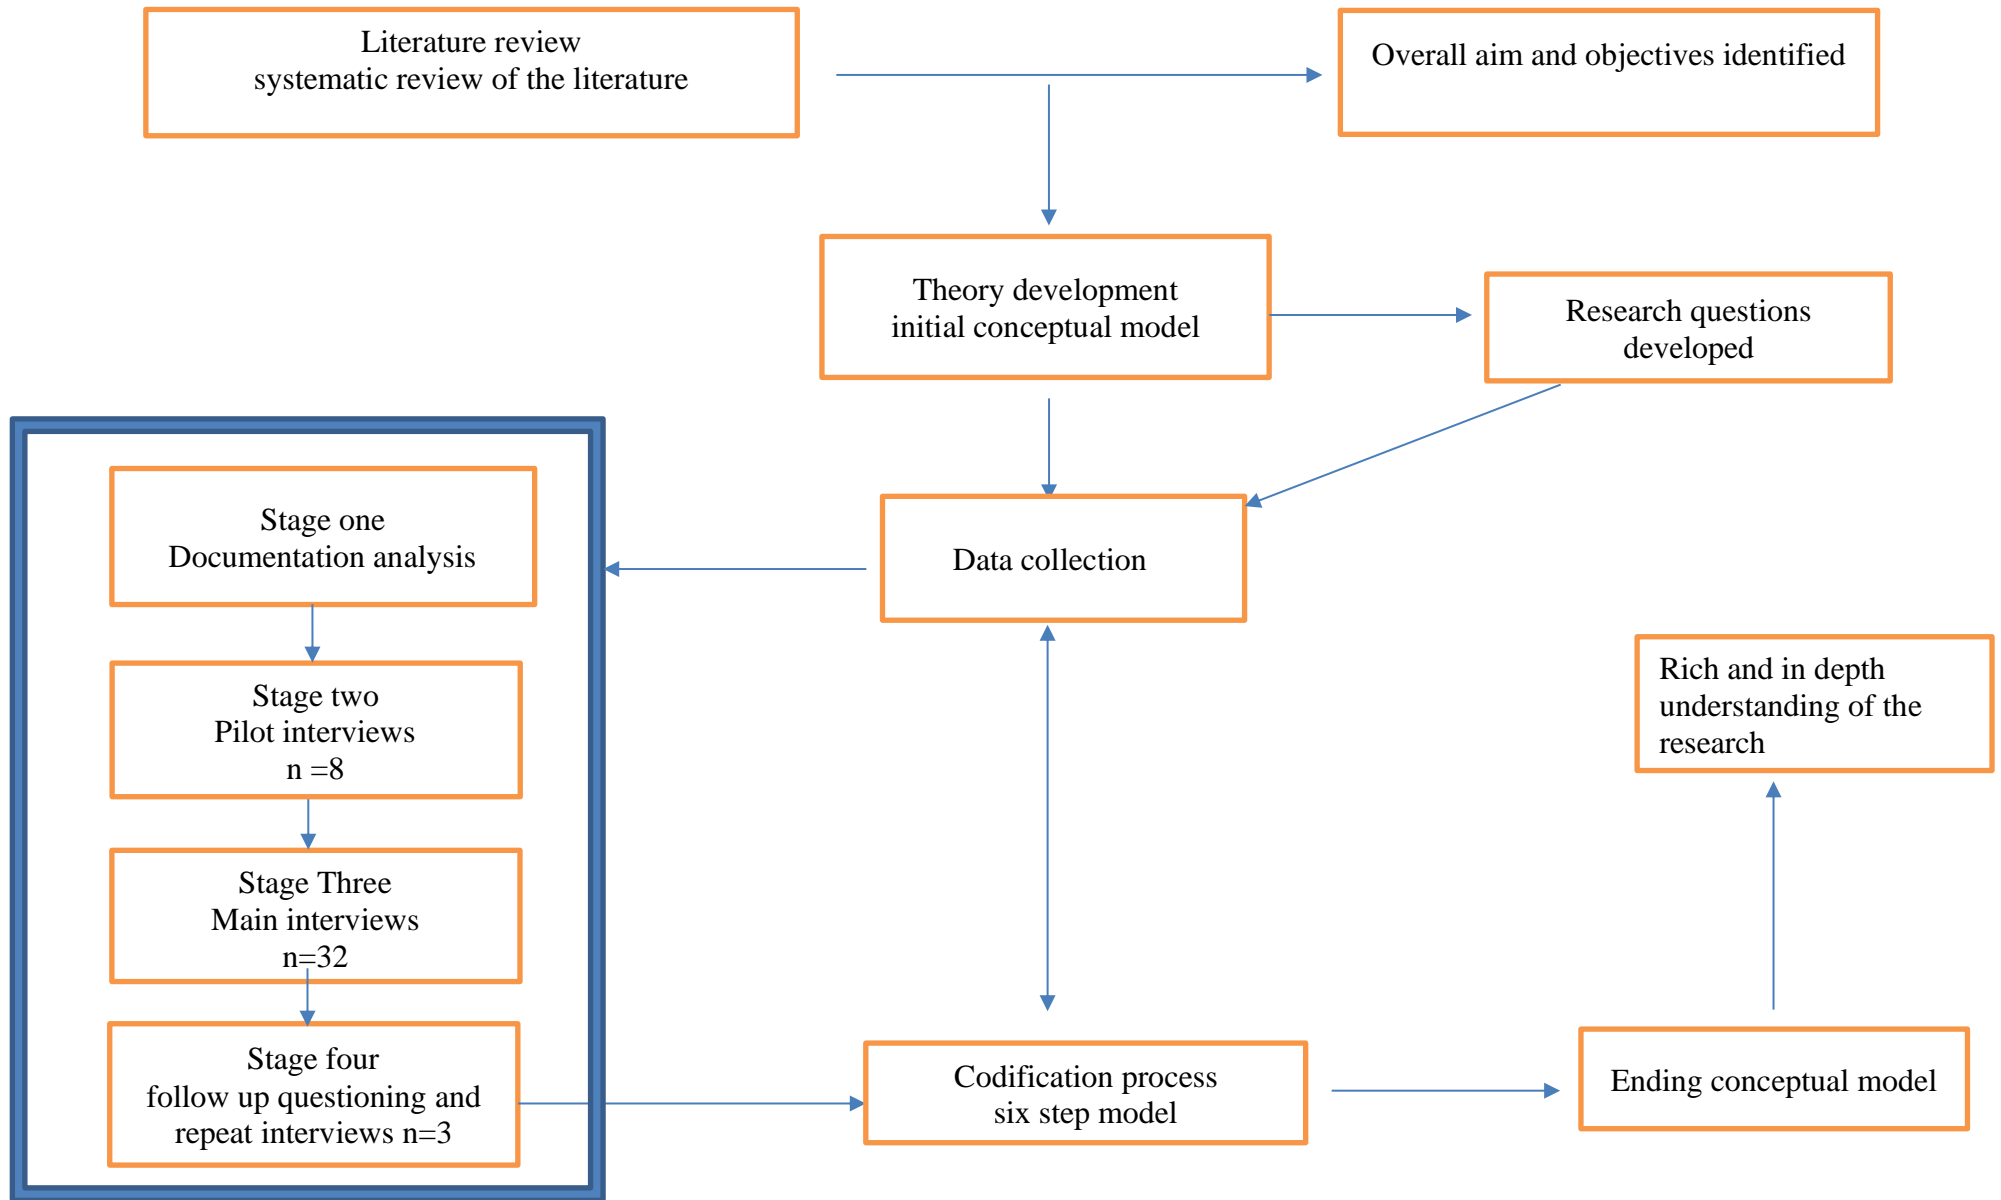 Literature review
systematic review of the literature
Overall aim and objectives identified
Theory development
initial conceptual model
Research questions
developed
Data collection
Stage one
Documentation analysis
Stage two
Pilot interviews
n =8
Stage Three
Main interviews
n=32
Stage four
follow up questioning and
repeat interviews n=3
Codification process
six step model
Ending conceptual model
Rich and in depth
understanding of the
research